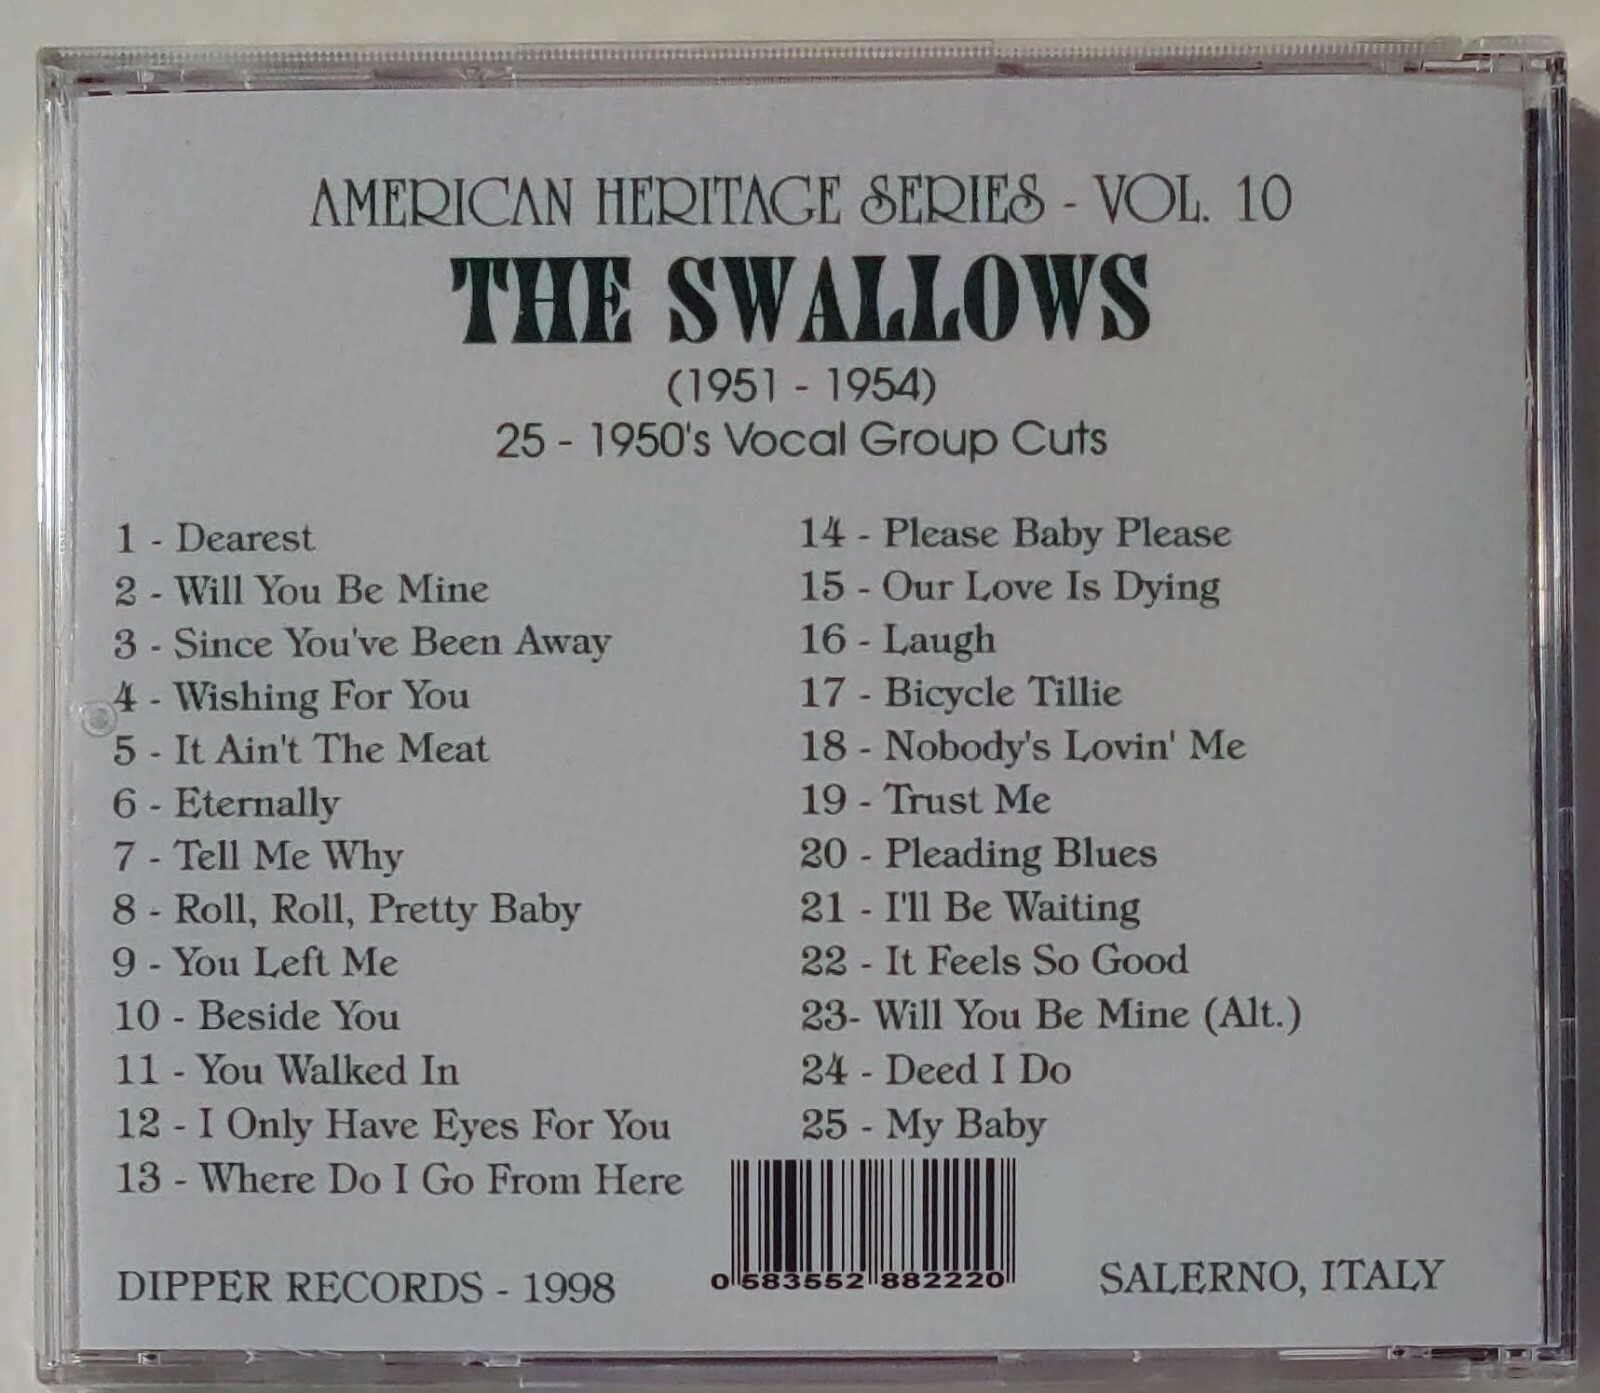 AMERICAN HERITAGE SERIES - VOL. 10
THE SWALLOWS
(1951 - 1954)
25 - 1950's Vocal Group Cuts
1 - Dearest
2 - Will You Be Mine
3 - Since You've Been Away
4 - Wishing For You
5 - It Ain't The Meat
6 - Eternally
7 - Tell Me Why
8 - Roll, Roll, Pretty Baby
9 - You Left Me
10 - Beside You
11 - You Walked In
12 - I Only Have Eyes For You
13 - Where Do I Go From Here
14 - Please Baby Please
15 - Our Love Is Dying
16 - Laugh
17 - Bicycle Tillie
18 - Nobody's Lovin' Me
19 - Trust Me
20 - Pleading Blues
21 - I'll Be Waiting
22 - It Feels So Good
23- Will You Be Mine (Alt.)
24 - Deed I Do
25 - My Baby
DIPPER RECORDS - 1998
0 583552 882220
SALERNO, ITALY